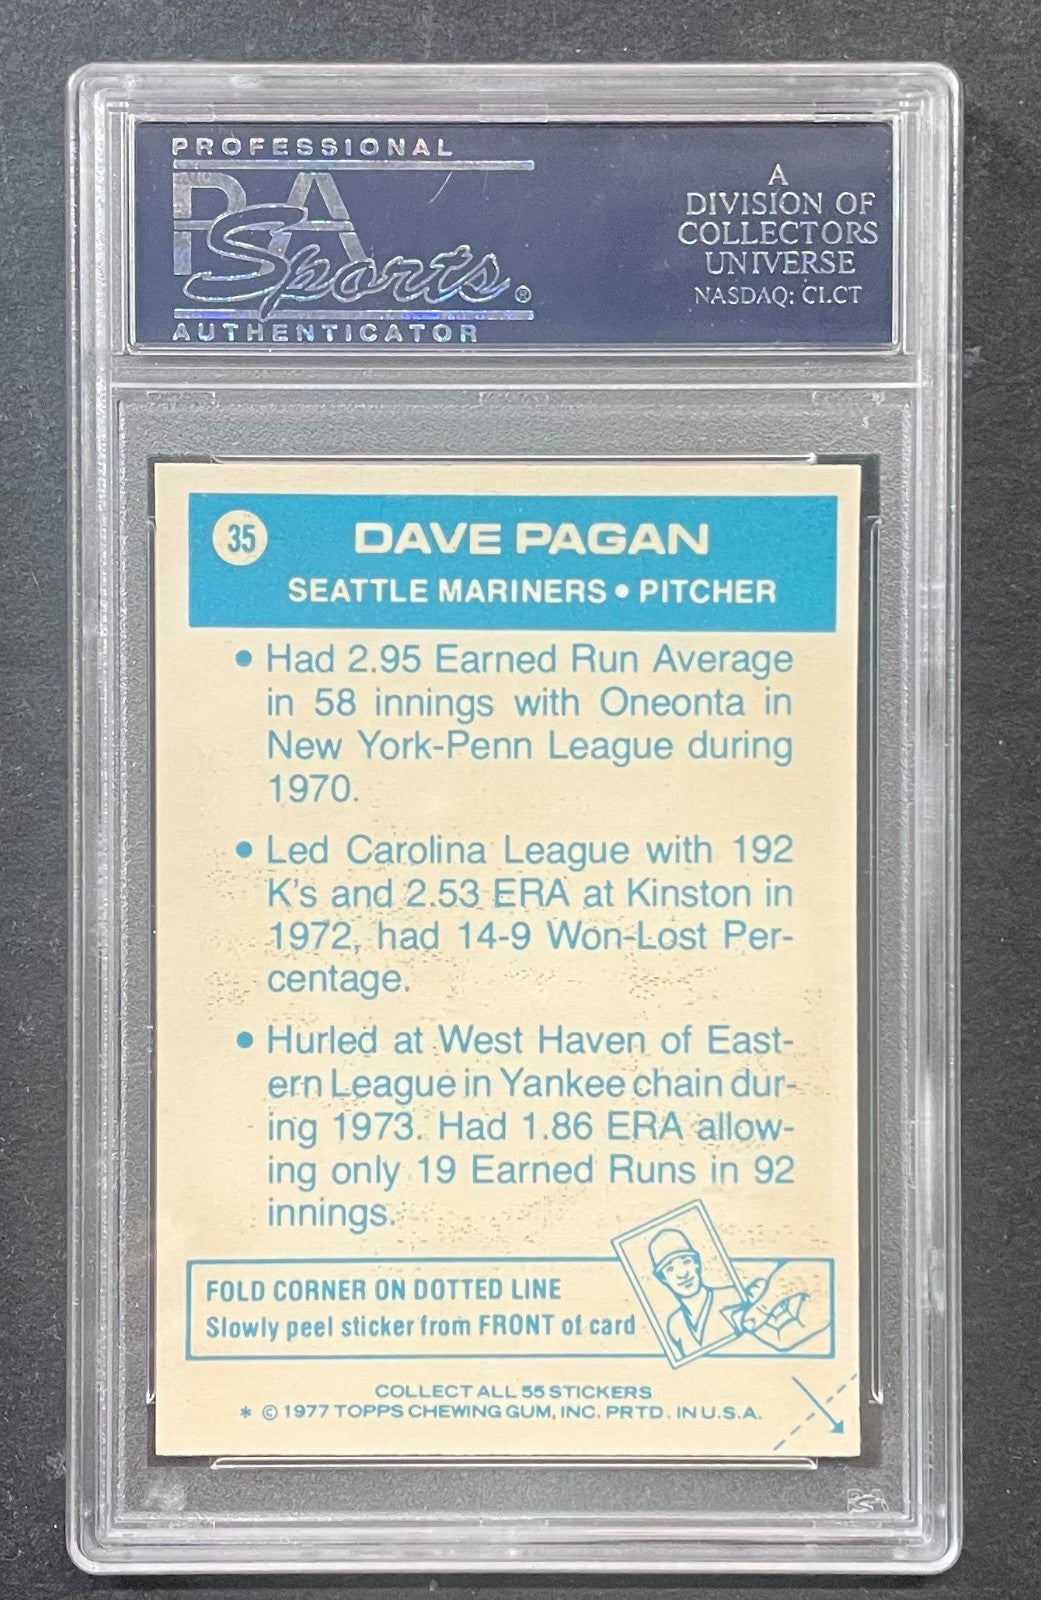 PROFESSIONAL
PSA
Sports®
AUTHENTICATOR
A
DIVISION OF
COLLECTORS
UNIVERSE
NASDAQ: CLCT
35
DAVE PAGAN
SEATTLE MARINERS • PITCHER
• Had 2.95 Earned Run Average
in 58 innings with Oneonta in
New York-Penn League during
1970.
• Led Carolina League with 192
K's and 2.53 ERA at Kinston in
1972, had 14-9 Won-Lost Per-
centage.
• Hurled at West Haven of East-
ern League in Yankee chain dur-
ing 1973. Had 1.86 ERA allow-
ing only 19 Earned Runs in 92
innings.
FOLD CORNER ON DOTTED LINE
Slowly peel sticker from FRONT of card
COLLECT ALL 55 STICKERS
* © 1977 TOPPS CHEWING GUM, INC. PRTD. IN U.S.A.